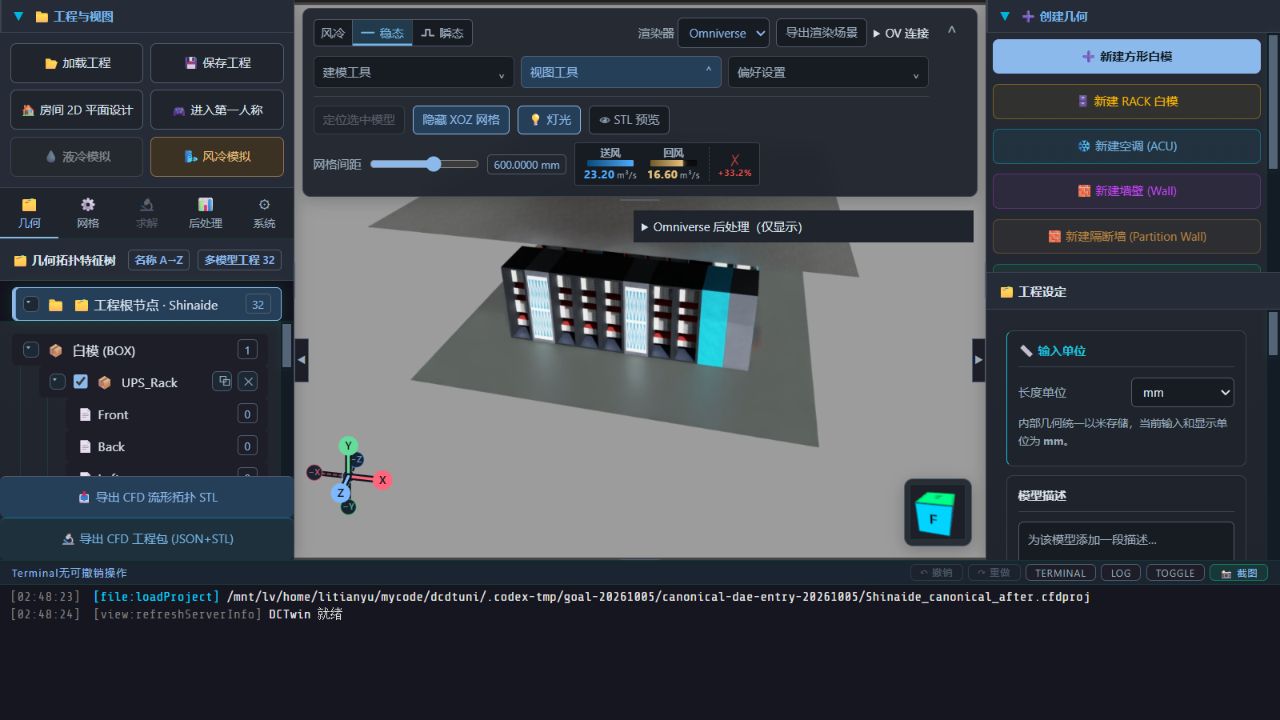 工程与视图
加载工程
保存工程
房间 2D 平面设计
进入第一人称
液冷模拟
风冷模拟
几何
网格
求解
后处理
系统
几何拓扑特征树
名称 A→Z
多模型工程 32
工程根节点 · Shinaide
32
白模 (BOX)
1
UPS_Rack
Front
0
Back
0
导出 CFD 流形拓扑 STL
导出 CFD 工程包 (JSON+STL)
风冷
稳态
瞬态
渲染器
Omniverse
导出渲染场景
OV 连接
建模工具
视图工具
偏好设置
定位选中模型
隐藏 XOZ 网格
灯光
STL 预览
网格间距
600.0000 mm
送风
23.20 m³/s
回风
16.60 m³/s
╳
+33.2%
Omniverse 后处理（仅显示）
Y
-Z
-X
X
Z
-Y
F
创建几何
新建方形白模
新建 RACK 白模
新建空调 (ACU)
新建墙壁 (Wall)
新建隔断墙 (Partition Wall)
工程设定
输入单位
长度单位
mm
内部几何统一以米存储，当前输入和显示单
位为 mm。
模型描述
为该模型添加一段描述...
Terminal无可撤销操作
撤销
重做
TERMINAL
LOG
TOGGLE
截图
[02:48:23] [file:loadProject] /mnt/lv/home/litianyu/mycode/dcdtuni/.codex-tmp/goal-20261005/canonical-dae-entry-20261005/Shinaide_canonical_after.cfdproj
[02:48:24] [view:refreshServerInfo] DCTwin 就绪